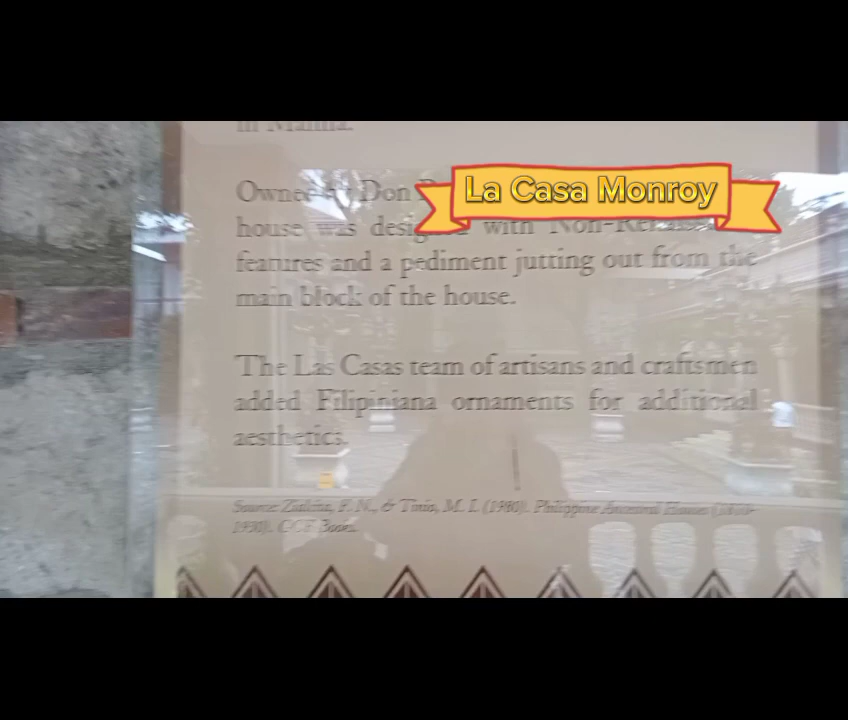 in Manila.
La Casa Monroy
Owned by Don
house was designed with Non-Renaissance
features and a pediment jutting out from the
main block of the house.
The Las Casas team of artisans and craftsmen
added Filipiniana ornaments for additional
aesthetics.
Source: Zialcita, F. N., & Tinio, M. I. (1980). Philippine Ancestral Houses (1810-
1930). GCF Books.